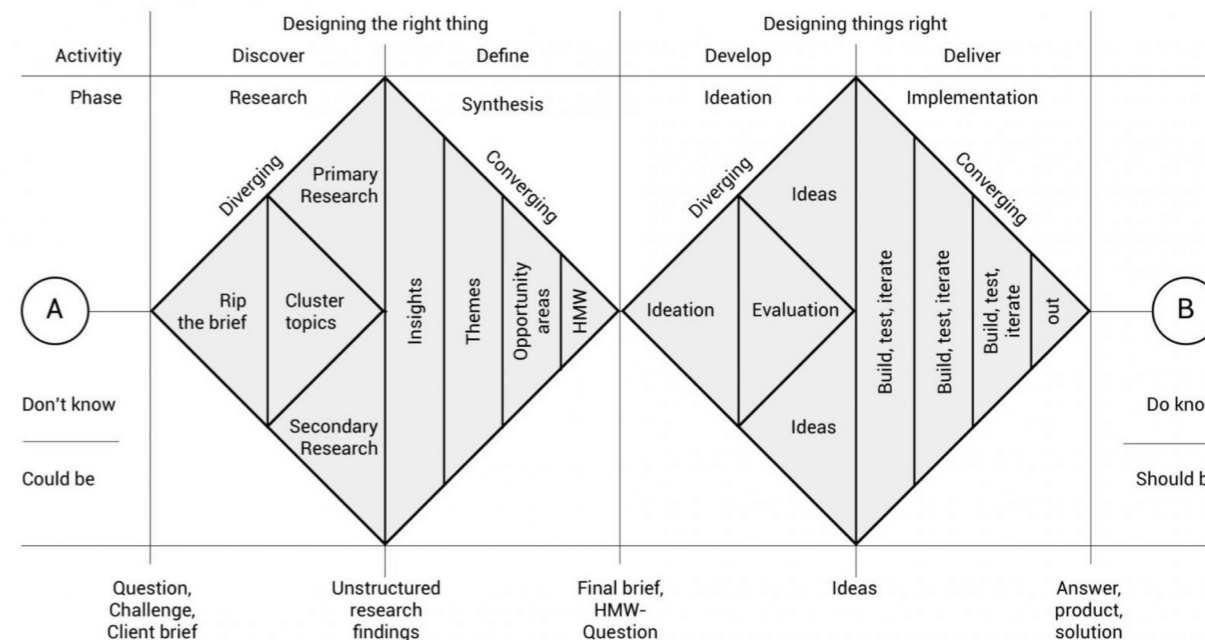 Designing the right thing
Designing things right
Activitiy
Discover
Define
Develop
Deliver
Phase
Research
Synthesis
Ideation
Implementation
Diverging
Converging
Diverging
Converging
Primary
Research
Ideas
A
Rip
the brief
Cluster
topics
Insights
Themes
Opportunity
areas
HMW
Ideation
Evaluation
Build, test, iterate
Build, test, iterate
Build, test,
iterate
out
B
Don't know
Do kno
Secondary
Research
Ideas
Could be
Should b
Question,
Challenge,
Client brief
Unstructured
research
findings
Final brief,
HMW-
Question
Ideas
Answer,
product,
solution